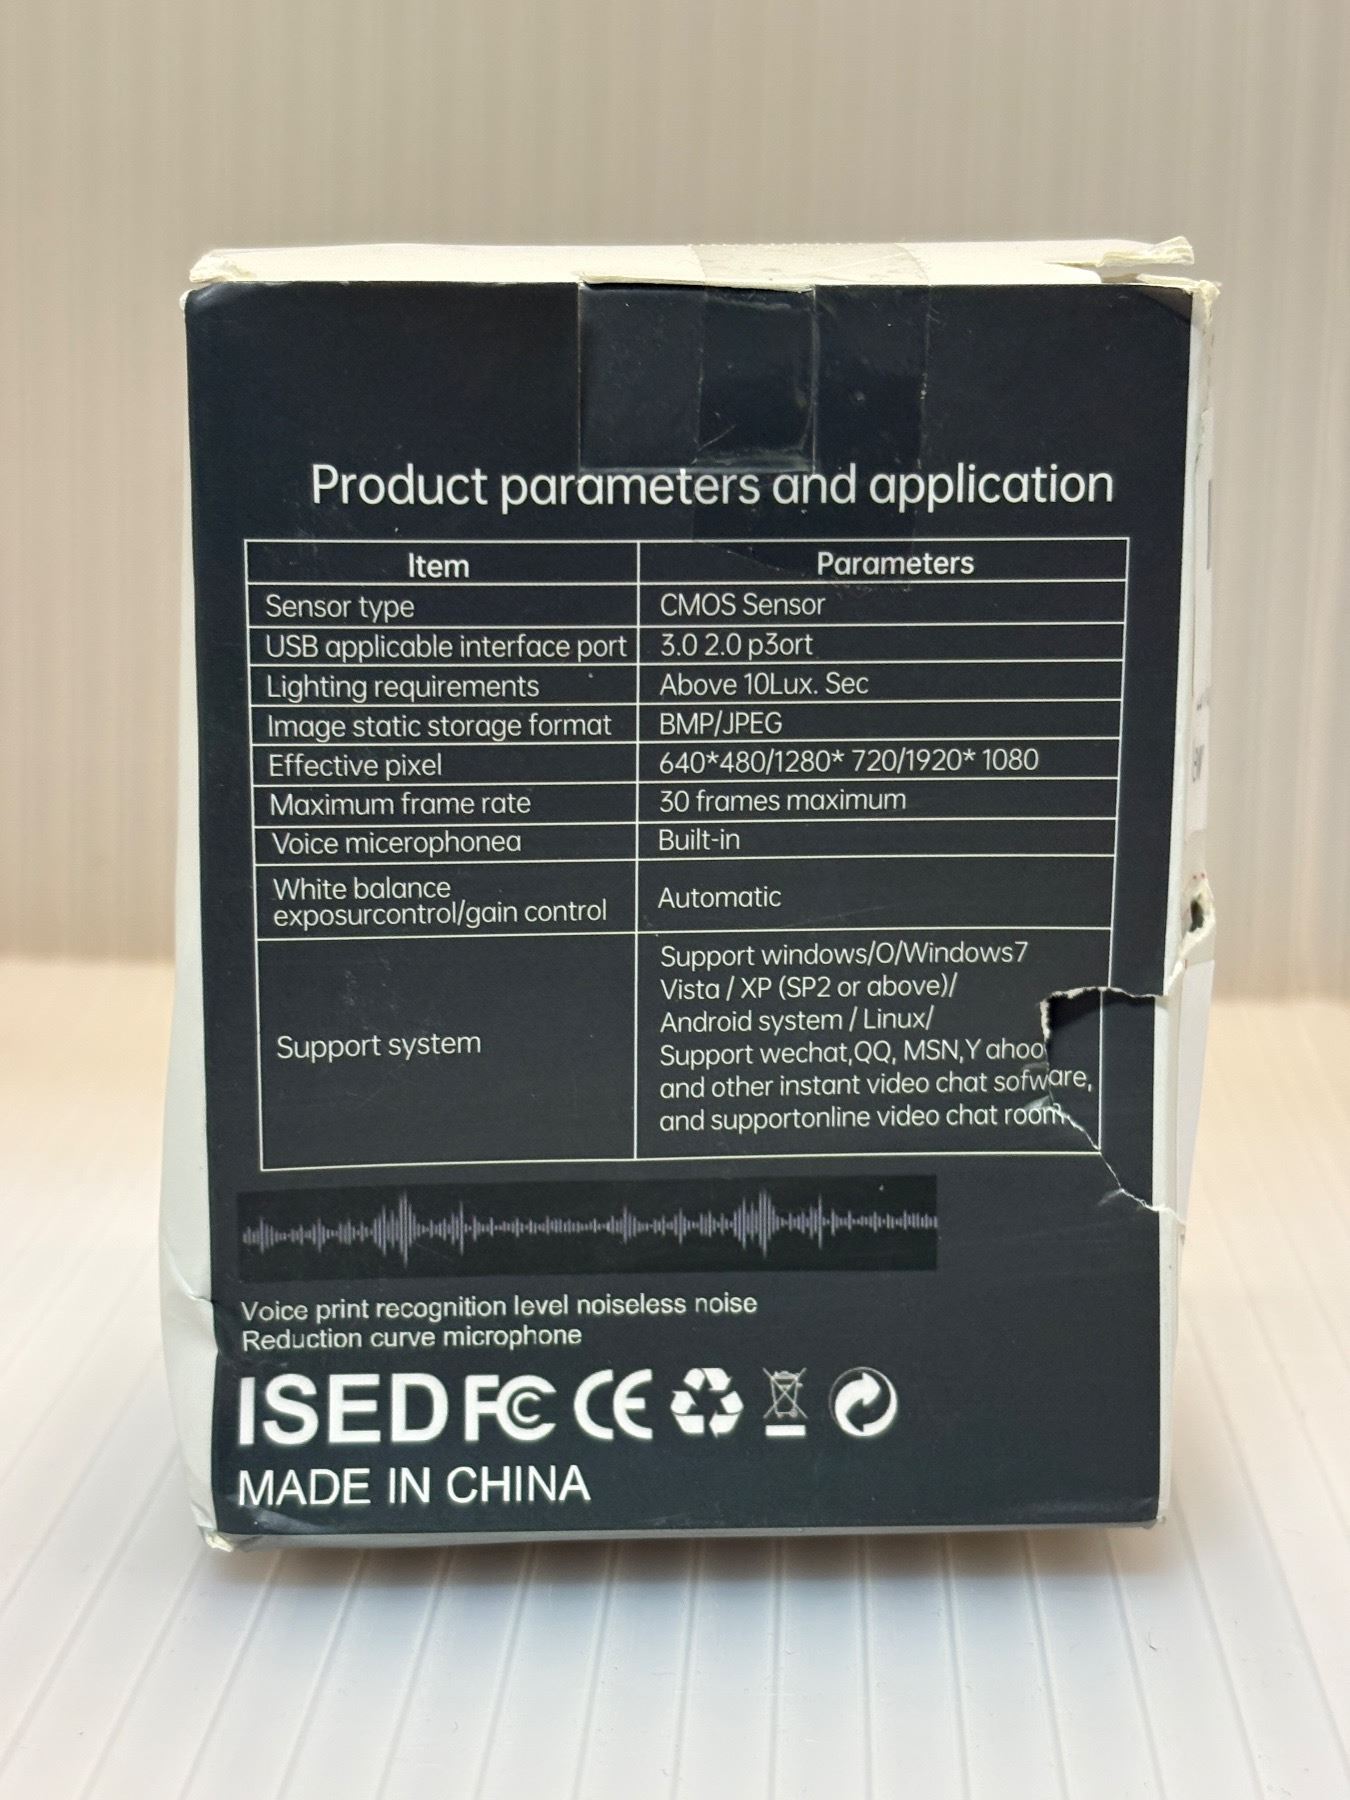 Product parameters and application
Item Parameters
Sensor type CMOS Sensor
USB applicable interface port 3.0 2.0 p3ort
Lighting requirements Above 10Lux. Sec
Image static storage format BMP/JPEG
Effective pixel 640*480/1280* 720/1920* 1080
Maximum frame rate 30 frames maximum
Voice micerophonea Built-in
White balance
exposurcontrol/gain control
Automatic
Support system
Support windows/O/Windows7
Vista / XP (SP2 or above)/
Android system / Linux/
Support wechat,QQ, MSN,Y ahoo
and other instant video chat sofware,
and supportonline video chat room
Voice print recognition level noiseless noise
Reduction curve microphone
ISED FC CE
MADE IN CHINA